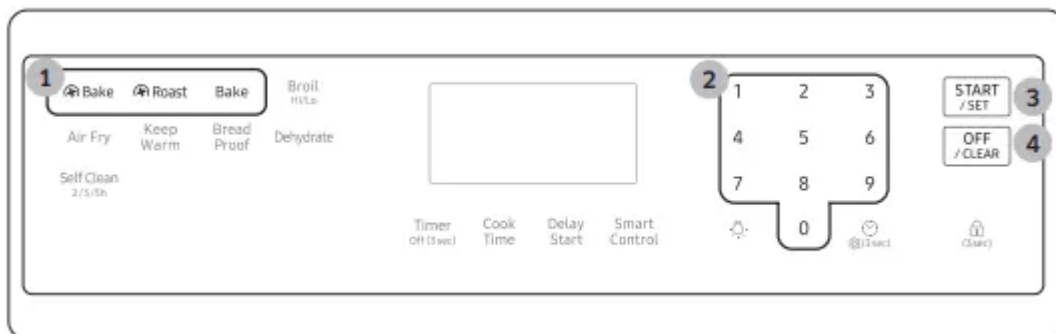 1
Bake Roast Bake Broil
Hi/Lo
Air Fry Keep Warm Bread Proof Dehydrate
Self Clean
2/3/5h
Timer
Off (3sec)
Cook Time
Delay Start
Smart Control
2
1 2 3
4 5 6
7 8 9
0
(3sec)
START
/ SET
3
OFF
/ CLEAR
4
(3sec)